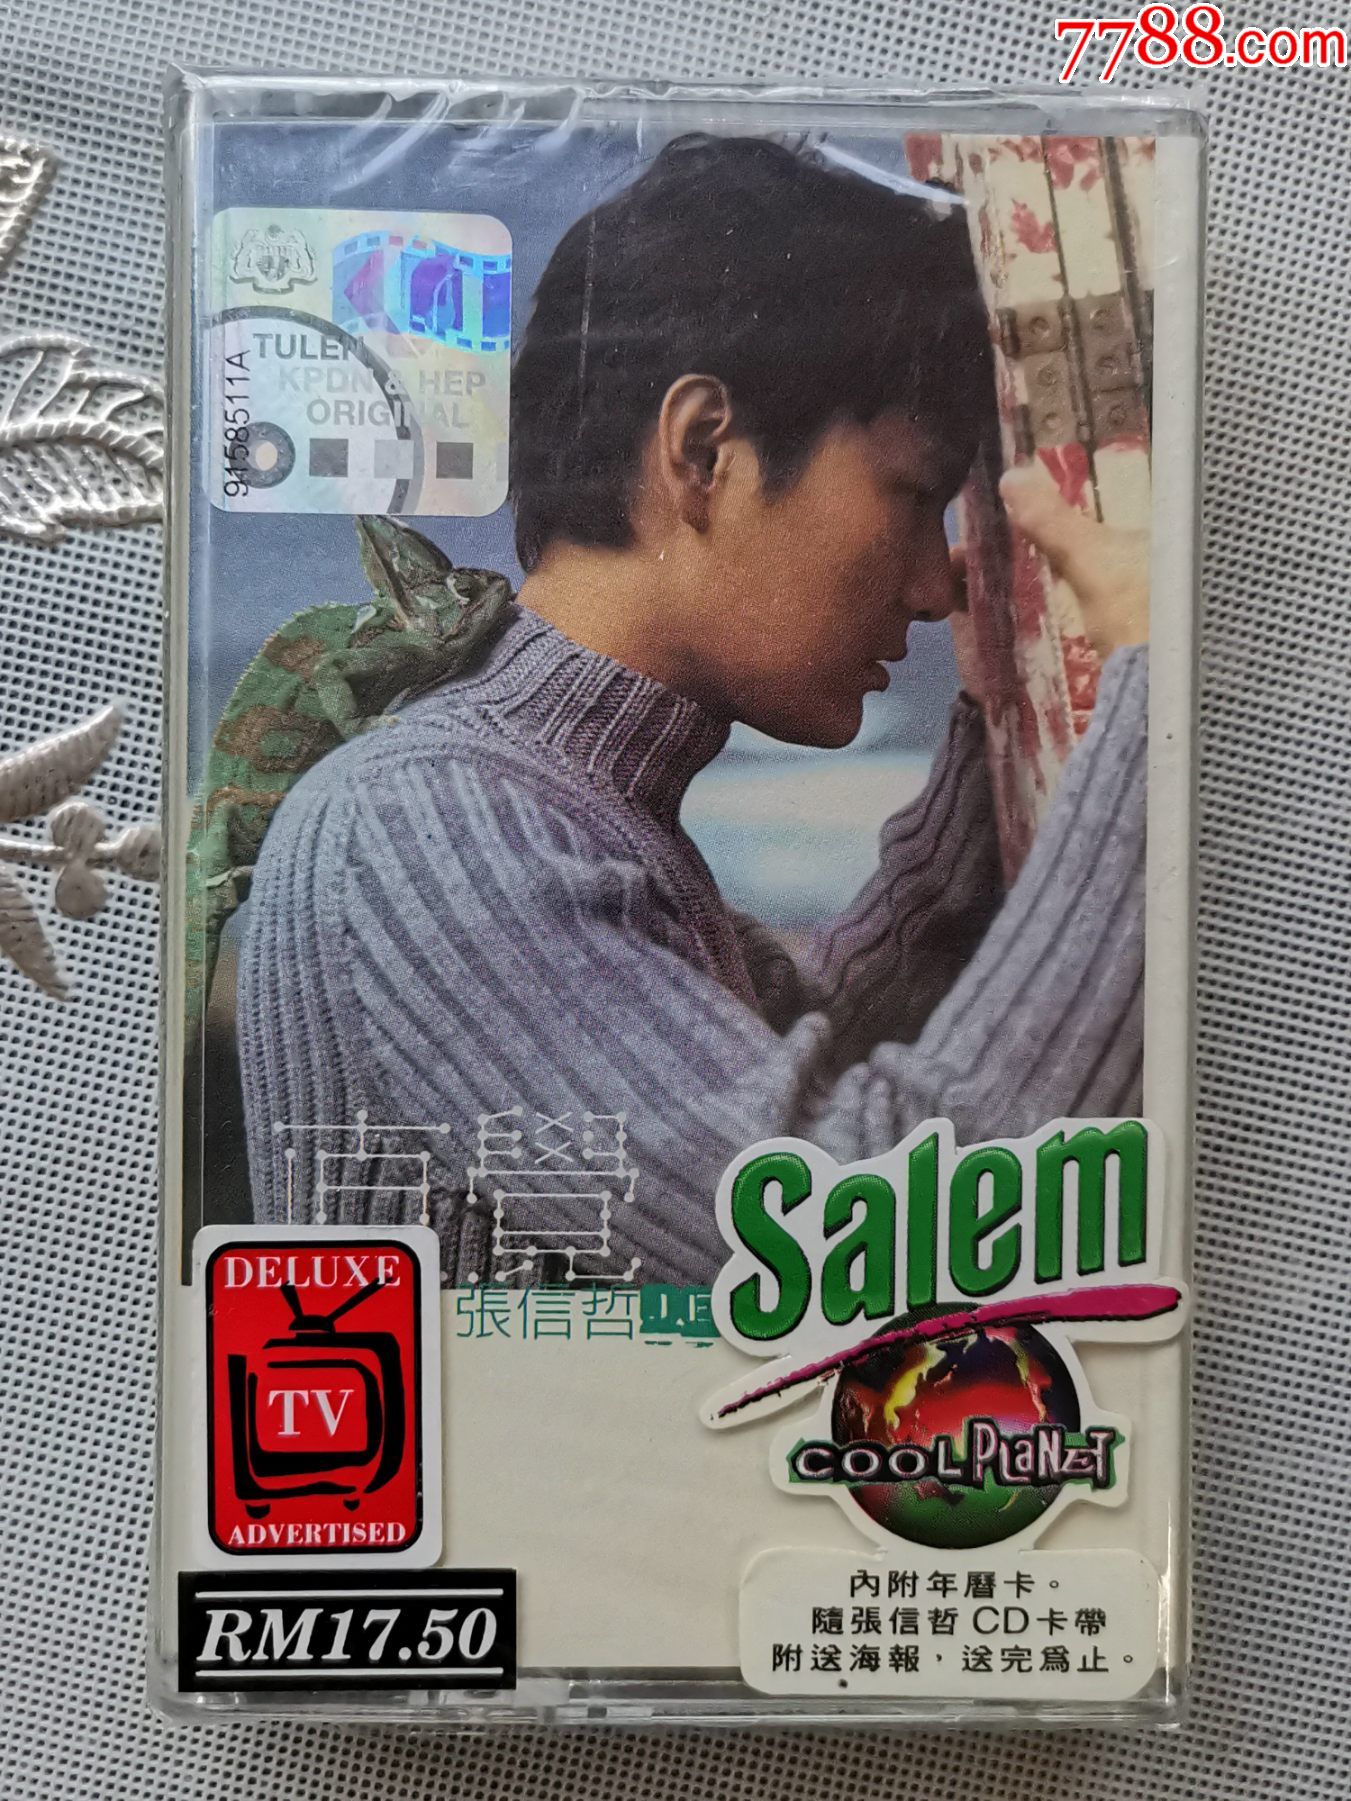 7788.com
TULEN
KPDN & HEP
ORIGINAL
9158511A
直覺
張信哲
DELUXE
TV
ADVERTISED
RM17.50
Salem
COOL PLaNET
內附年曆卡。
隨張信哲CD卡帶
附送海報，送完為止。